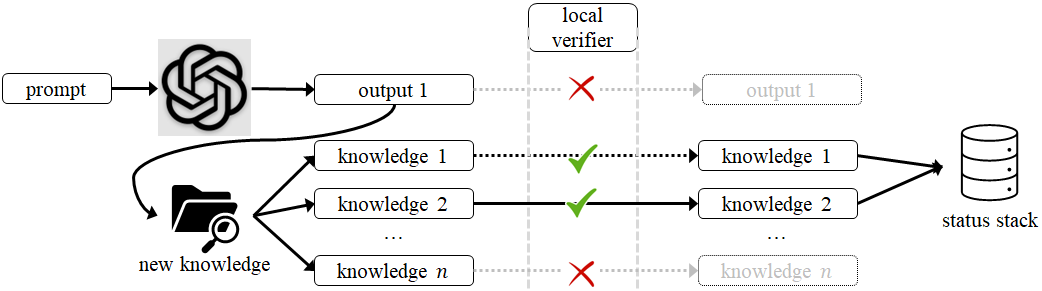 local
verifier
prompt
output 1
output 1
knowledge 1
knowledge 1
knowledge 2
knowledge 2
...
...
status stack
new knowledge
knowledge n
knowledge n